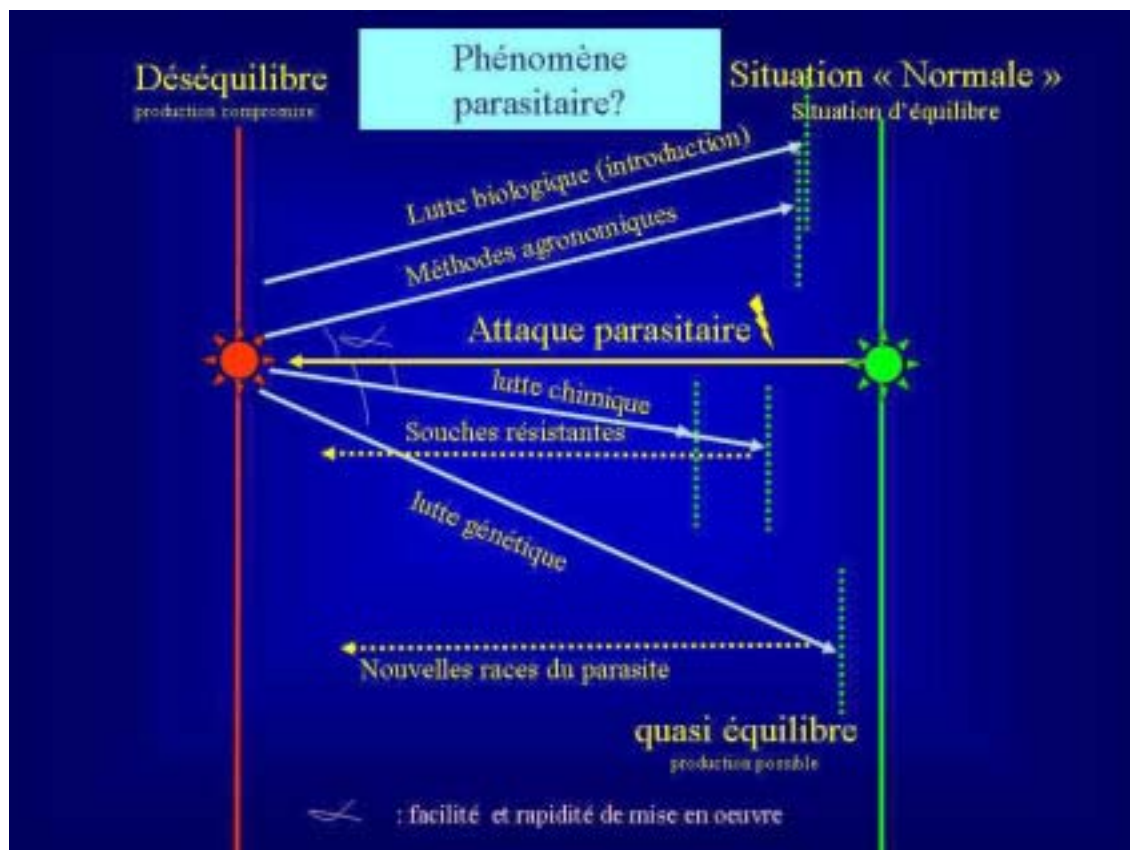 Phénomène
parasitaire?
Déséquilibre
production compromise
Situation « Normale »
Situation d'équilibre
Lutte biologique (introduction)
Méthodes agronomiques
Attaque parasitaire
lutte chimique
Souches résistantes
lutte génétique
Nouvelles races du parasite
quasi équilibre
production possible
: facilité et rapidité de mise en oeuvre